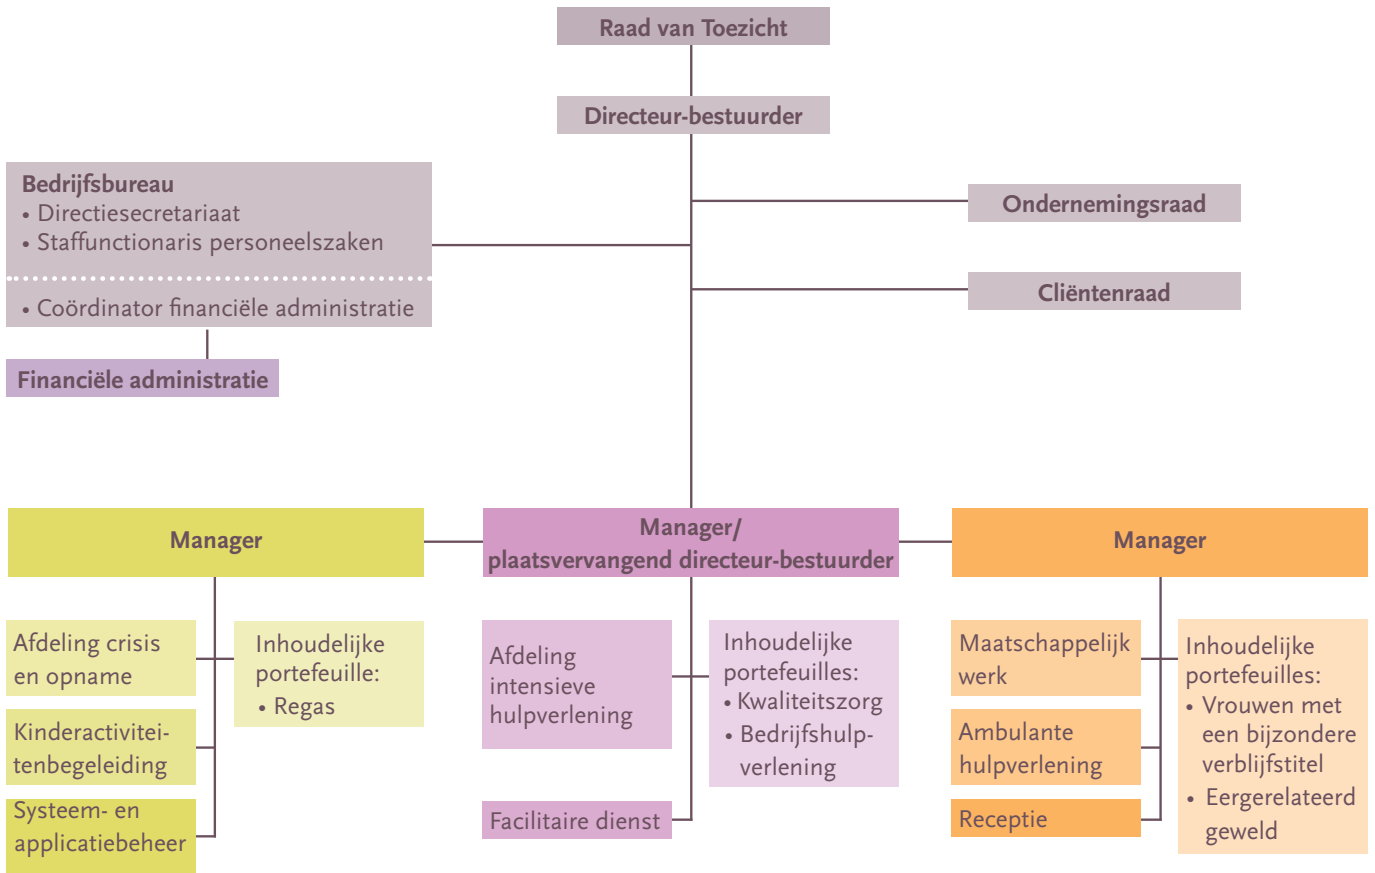 Raad van Toezicht
Directeur-bestuurder
Bedrijfsbureau
• Directiesecretariaat
• Staffunctionaris personeelszaken
• Coördinator financiële administratie
Financiële administratie
Ondernemingsraad
Cliëntenraad
Manager
Afdeling crisis
en opname
Kinderactivitei-
tenbegeleiding
Systeem- en
applicatiebeheer
Inhoudelijke
portefeuille:
• Regas
Manager/
plaatsvervangend directeur-bestuurder
Afdeling
intensieve
hulpverlening
Facilitaire dienst
Inhoudelijke
portefeuilles:
• Kwaliteitszorg
• Bedrijfshulp-
verlening
Manager
Maatschappelijk
werk
Ambulante
hulpverlening
Receptie
Inhoudelijke
portefeuilles:
• Vrouwen met
een bijzondere
verblijfstitel
• Eergerelateerd
geweld